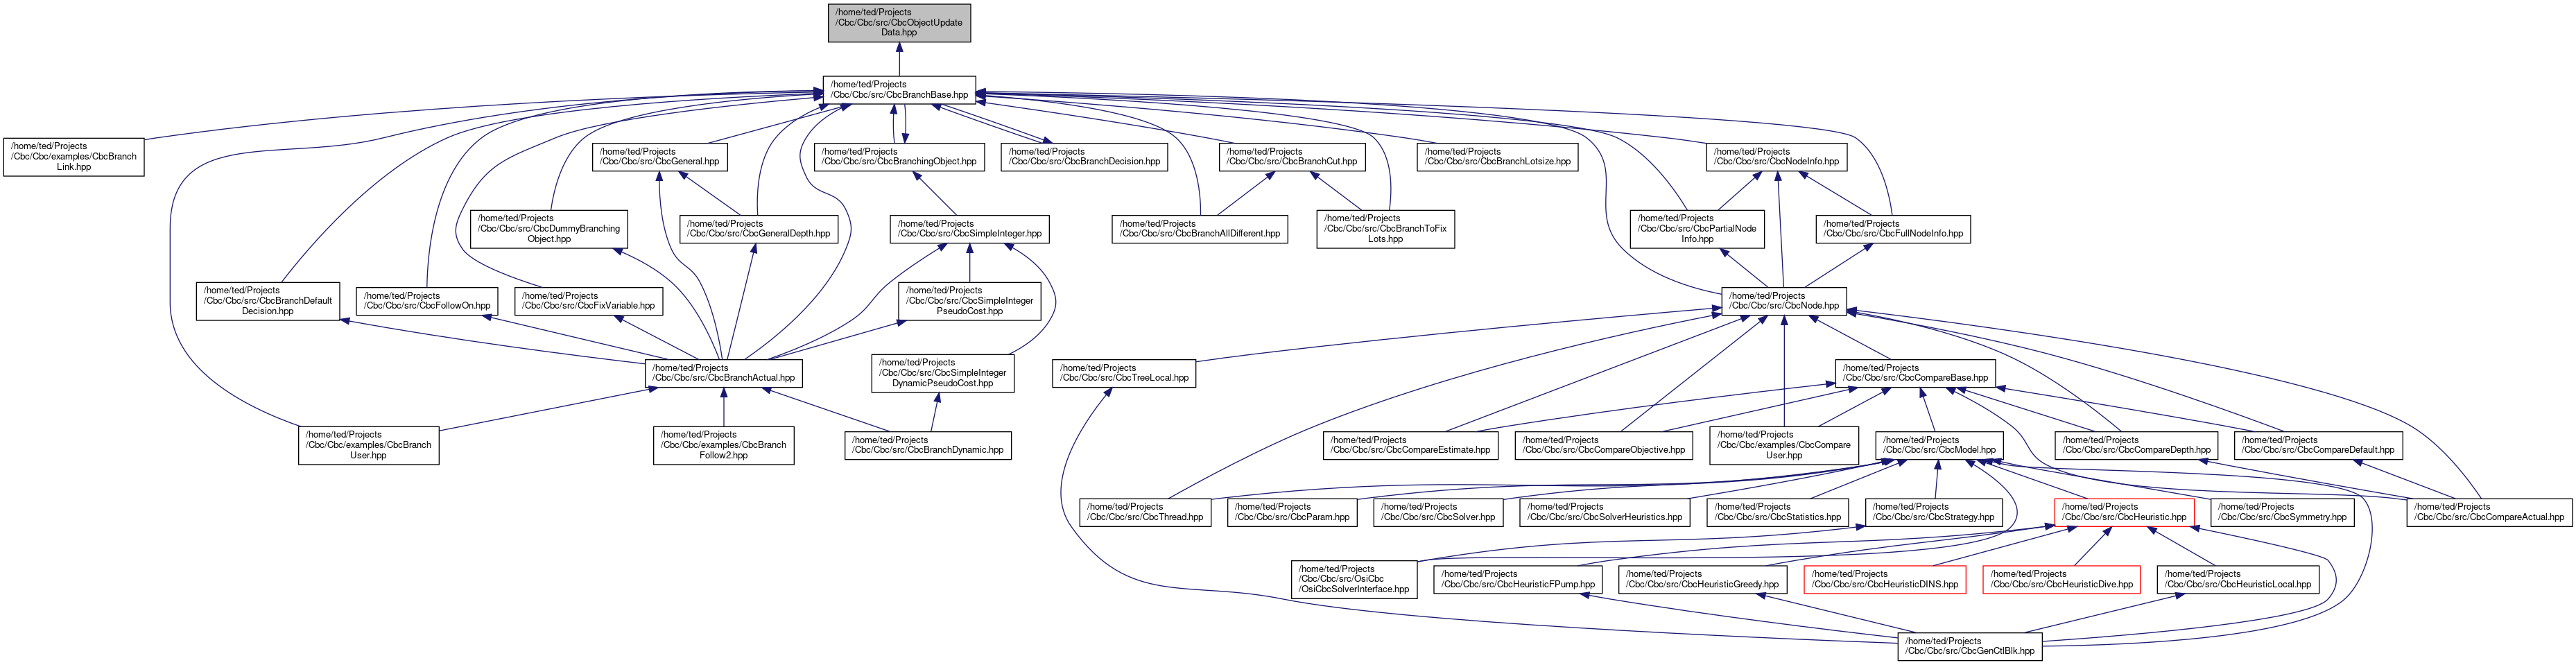 /home/ted/Projects
/Cbc/Cbc/src/CbcObjectUpdate
Data.hpp
/home/ted/Projects
/Cbc/Cbc/src/CbcBranchBase.hpp
/home/ted/Projects
/Cbc/Cbc/examples/CbcBranch
Link.hpp
/home/ted/Projects
/Cbc/Cbc/src/CbcGeneral.hpp
/home/ted/Projects
/Cbc/Cbc/src/CbcBranchingObject.hpp
/home/ted/Projects
/Cbc/Cbc/src/CbcBranchDecision.hpp
/home/ted/Projects
/Cbc/Cbc/src/CbcBranchCut.hpp
/home/ted/Projects
/Cbc/Cbc/src/CbcBranchLotsize.hpp
/home/ted/Projects
/Cbc/Cbc/src/CbcNodeInfo.hpp
/home/ted/Projects
/Cbc/Cbc/src/CbcDummyBranching
Object.hpp
/home/ted/Projects
/Cbc/Cbc/src/CbcGeneralDepth.hpp
/home/ted/Projects
/Cbc/Cbc/src/CbcSimpleInteger.hpp
/home/ted/Projects
/Cbc/Cbc/src/CbcBranchAllDifferent.hpp
/home/ted/Projects
/Cbc/Cbc/src/CbcBranchToFix
Lots.hpp
/home/ted/Projects
/Cbc/Cbc/src/CbcPartialNode
Info.hpp
/home/ted/Projects
/Cbc/Cbc/src/CbcFullNodeInfo.hpp
/home/ted/Projects
/Cbc/Cbc/src/CbcBranchDefault
Decision.hpp
/home/ted/Projects
/Cbc/Cbc/src/CbcFollowOn.hpp
/home/ted/Projects
/Cbc/Cbc/src/CbcFixVariable.hpp
/home/ted/Projects
/Cbc/Cbc/src/CbcSimpleInteger
PseudoCost.hpp
/home/ted/Projects
/Cbc/Cbc/src/CbcNode.hpp
/home/ted/Projects
/Cbc/Cbc/src/CbcBranchActual.hpp
/home/ted/Projects
/Cbc/Cbc/src/CbcSimpleInteger
DynamicPseudoCost.hpp
/home/ted/Projects
/Cbc/Cbc/src/CbcTreeLocal.hpp
/home/ted/Projects
/Cbc/Cbc/src/CbcCompareBase.hpp
/home/ted/Projects
/Cbc/Cbc/examples/CbcBranch
User.hpp
/home/ted/Projects
/Cbc/Cbc/examples/CbcBranch
Follow2.hpp
/home/ted/Projects
/Cbc/Cbc/src/CbcBranchDynamic.hpp
/home/ted/Projects
/Cbc/Cbc/src/CbcCompareEstimate.hpp
/home/ted/Projects
/Cbc/Cbc/src/CbcCompareObjective.hpp
/home/ted/Projects
/Cbc/Cbc/examples/CbcCompare
User.hpp
/home/ted/Projects
/Cbc/Cbc/src/CbcModel.hpp
/home/ted/Projects
/Cbc/Cbc/src/CbcCompareDepth.hpp
/home/ted/Projects
/Cbc/Cbc/src/CbcCompareDefault.hpp
/home/ted/Projects
/Cbc/Cbc/src/CbcThread.hpp
/home/ted/Projects
/Cbc/Cbc/src/CbcParam.hpp
/home/ted/Projects
/Cbc/Cbc/src/CbcSolver.hpp
/home/ted/Projects
/Cbc/Cbc/src/CbcSolverHeuristics.hpp
/home/ted/Projects
/Cbc/Cbc/src/CbcStatistics.hpp
/home/ted/Projects
/Cbc/Cbc/src/CbcStrategy.hpp
/home/ted/Projects
/Cbc/Cbc/src/CbcHeuristic.hpp
/home/ted/Projects
/Cbc/Cbc/src/CbcSymmetry.hpp
/home/ted/Projects
/Cbc/Cbc/src/CbcCompareActual.hpp
/home/ted/Projects
/Cbc/Cbc/src/OsiCbc
/OsiCbcSolverInterface.hpp
/home/ted/Projects
/Cbc/Cbc/src/CbcHeuristicFPump.hpp
/home/ted/Projects
/Cbc/Cbc/src/CbcHeuristicGreedy.hpp
/home/ted/Projects
/Cbc/Cbc/src/CbcHeuristicDINS.hpp
/home/ted/Projects
/Cbc/Cbc/src/CbcHeuristicDive.hpp
/home/ted/Projects
/Cbc/Cbc/src/CbcHeuristicLocal.hpp
/home/ted/Projects
/Cbc/Cbc/src/CbcGenCtlBlk.hpp